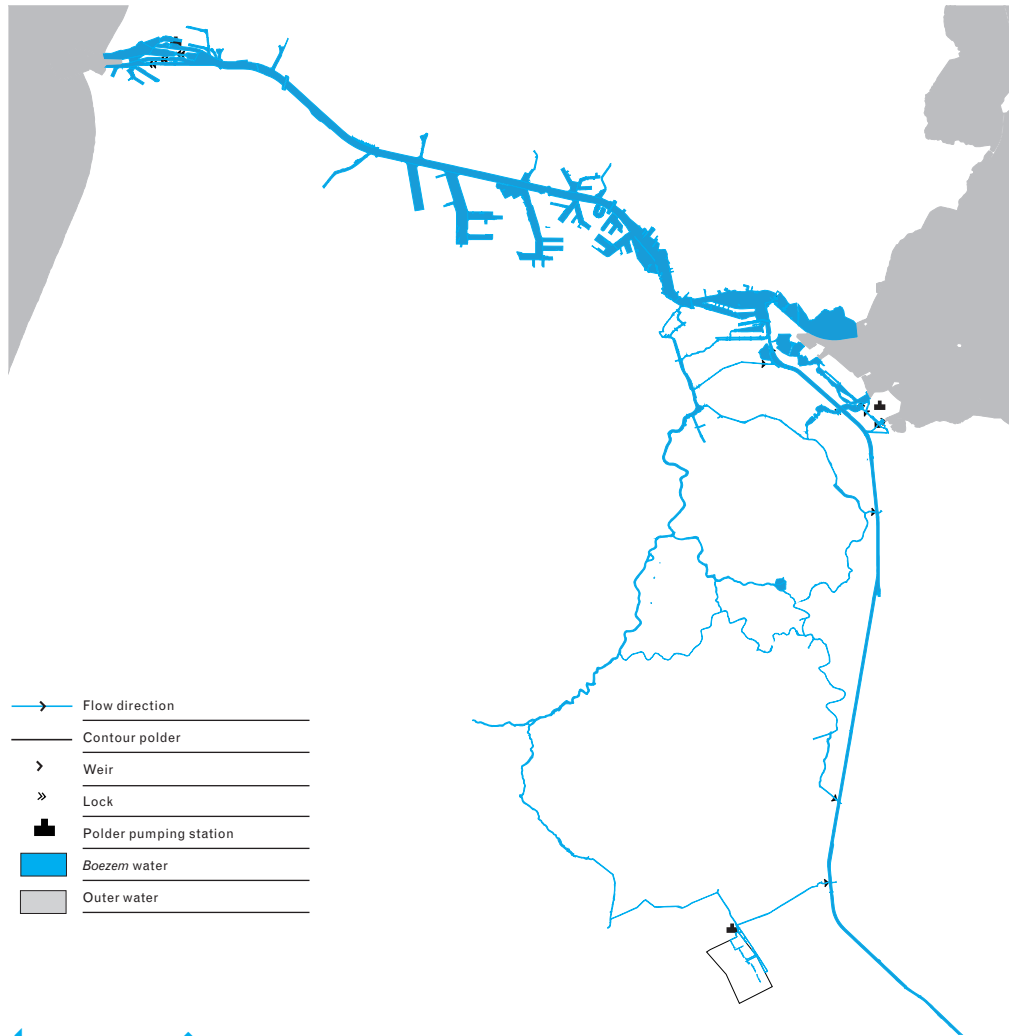 Flow direction
Contour polder
Weir
Lock
Polder pumping station
Boezem water
Outer water